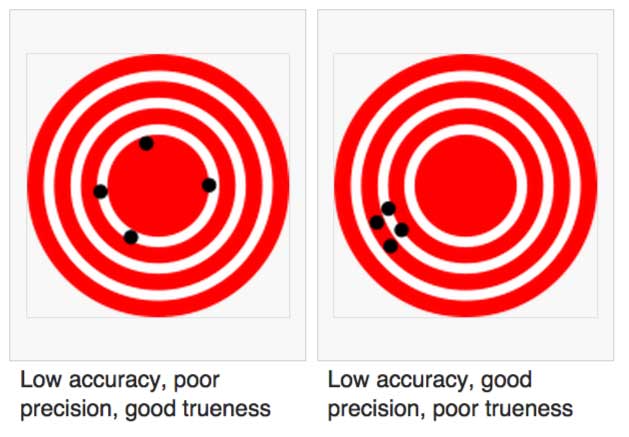 Low accuracy, poor
precision, good trueness
Low accuracy, good
precision, poor trueness